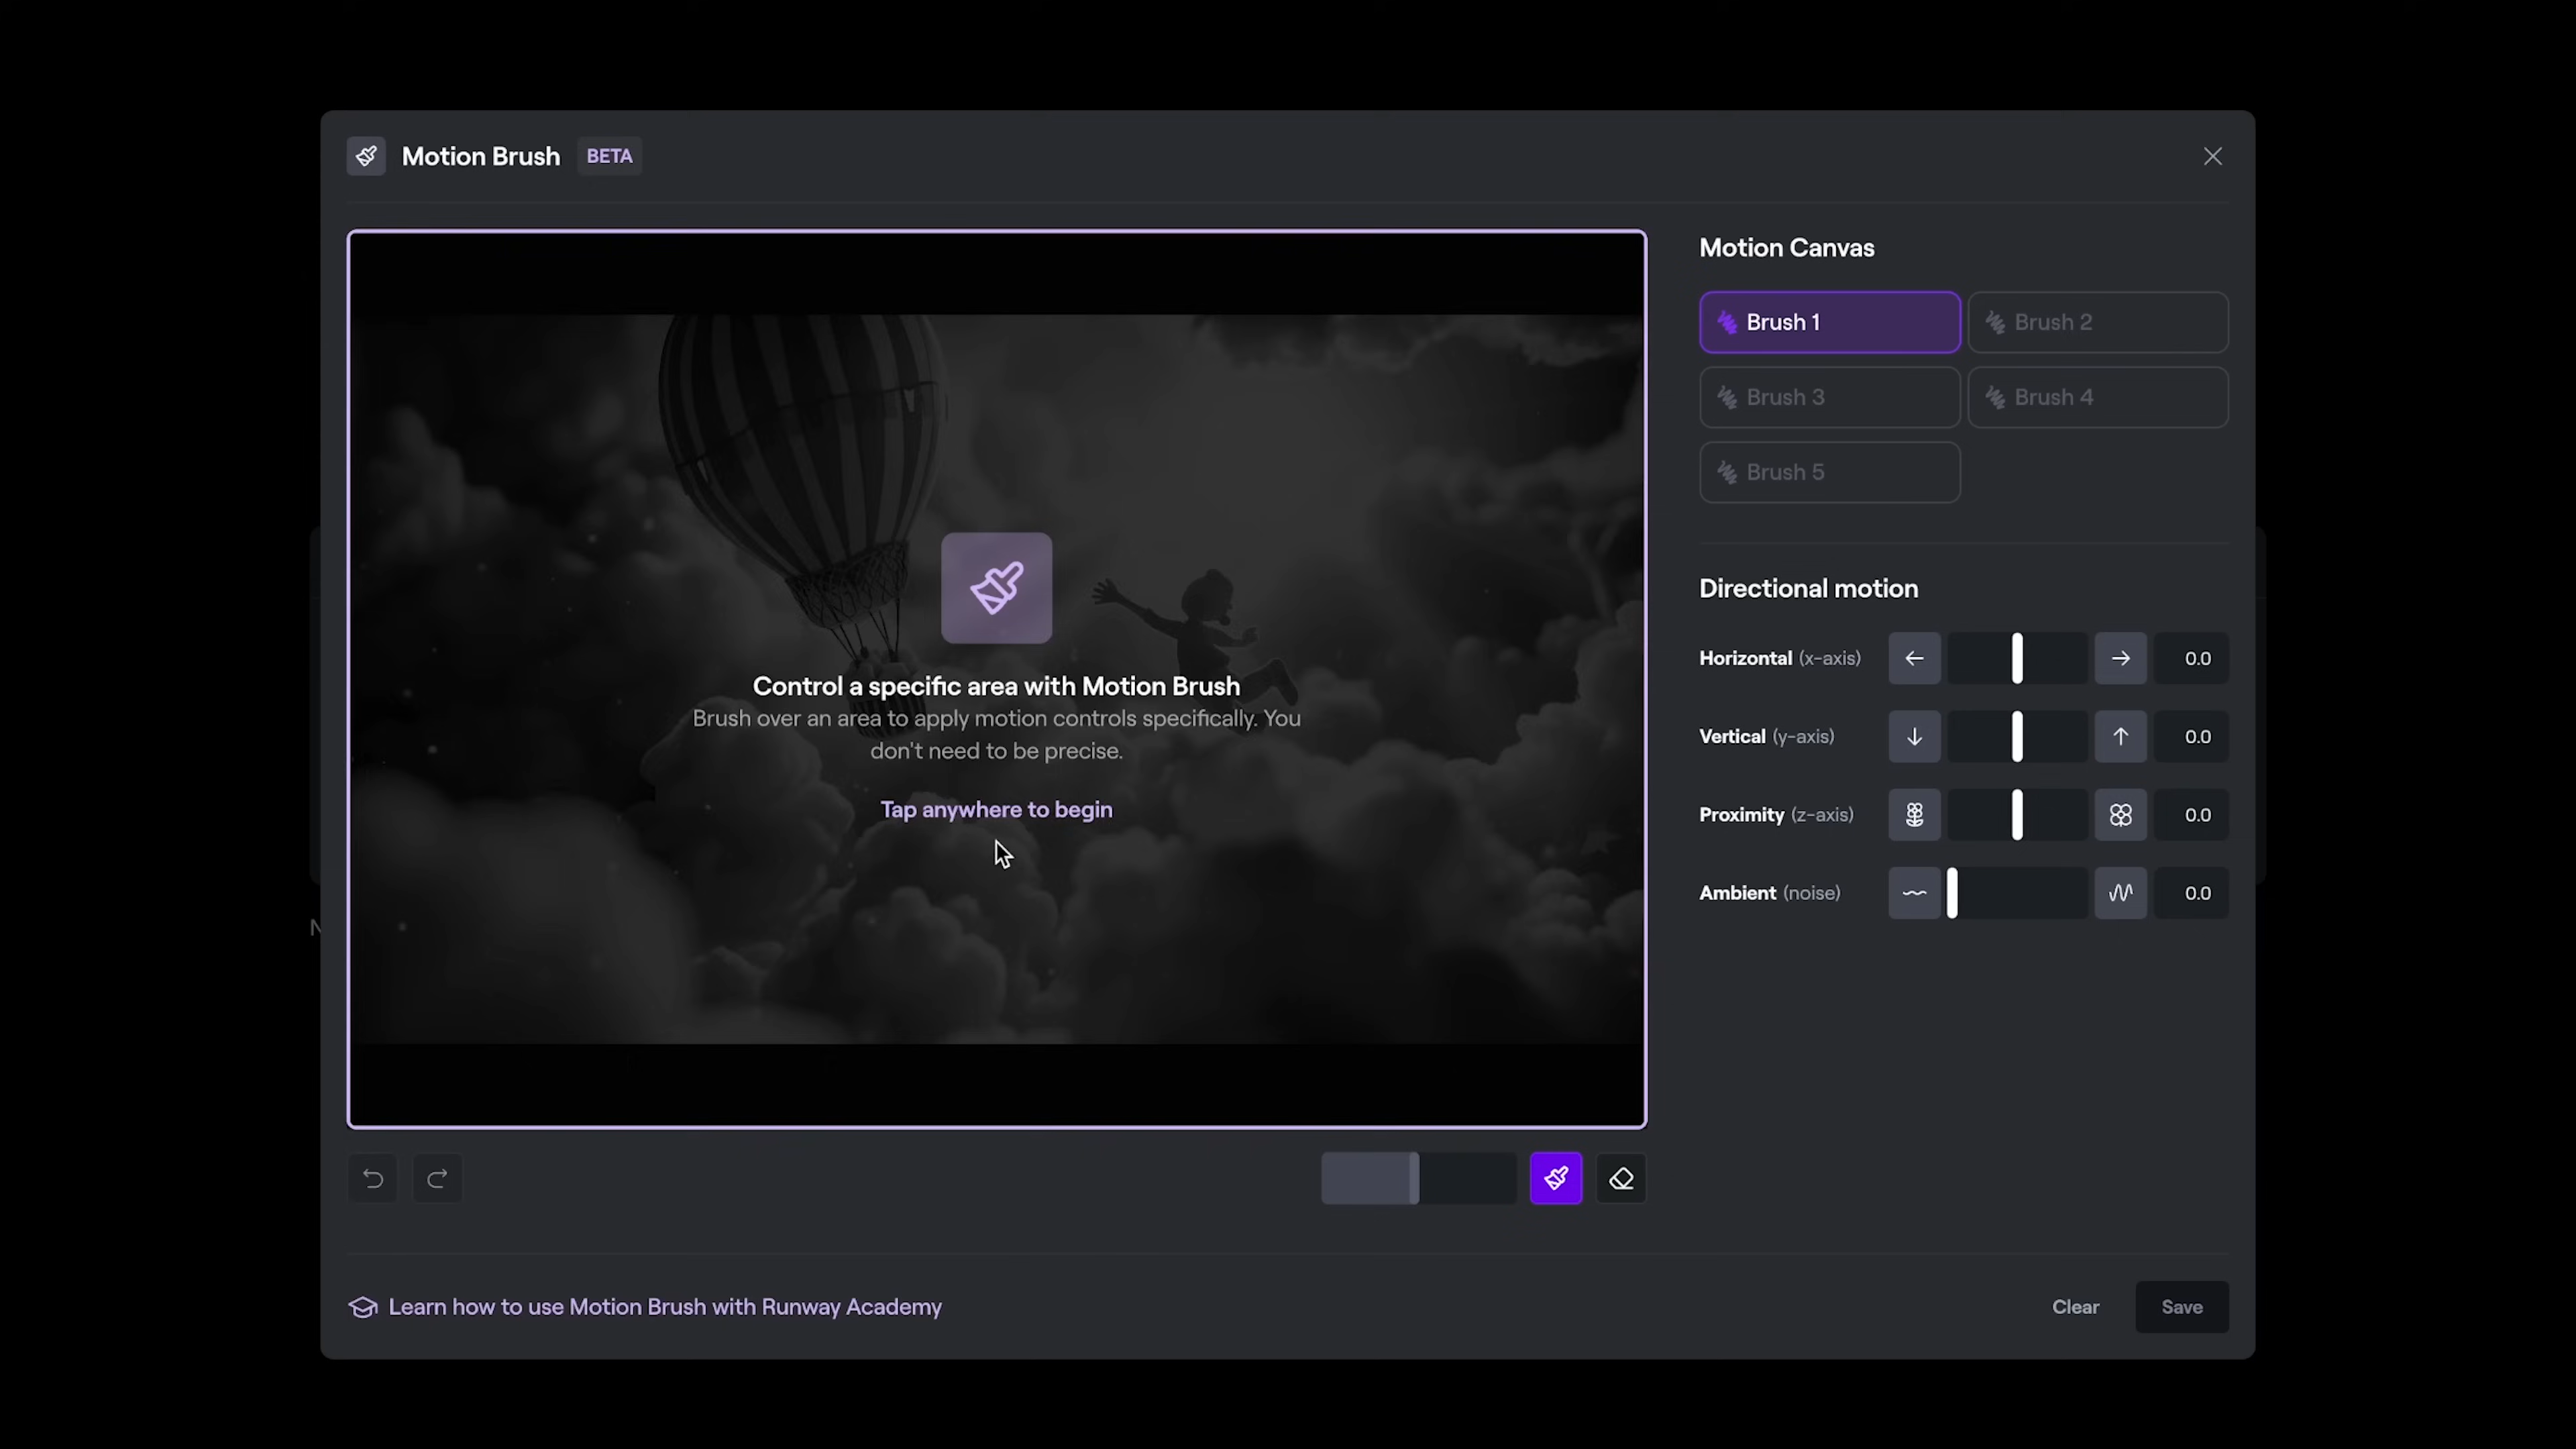 Motion Brush BETA
Control a specific area with Motion Brush
Brush over an area to apply motion controls specifically. You
don't need to be precise.
Tap anywhere to begin
Motion Canvas
Brush 1
Brush 2
Brush 3
Brush 4
Brush 5
Directional motion
Horizontal (x-axis) 0.0
Vertical (y-axis) 0.0
Proximity (z-axis) 0.0
Ambient (noise) 0.0
Learn how to use Motion Brush with Runway Academy
Clear
Save